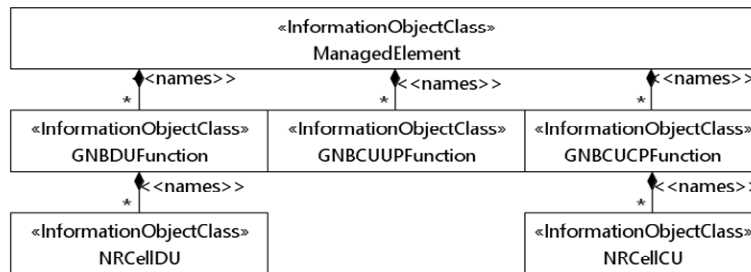 «InformationObjectClass»
ManagedElement
<<names>> <<names>> <<names>>
* * *
«InformationObjectClass» «InformationObjectClass» «InformationObjectClass»
GNBDUFunction GNBCUUPFunction GNBCUCPFunction
<<names>> <<names>>
* *
«InformationObjectClass» «InformationObjectClass»
NRCellDU NRCellCU